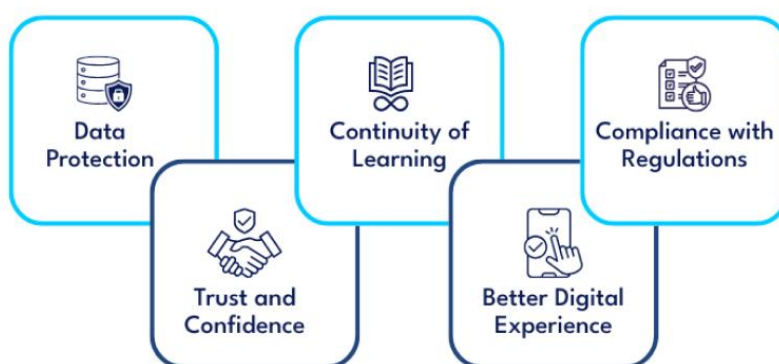 Data
Protection
Trust and
Confidence
Continuity of
Learning
Better Digital
Experience
Compliance with
Regulations